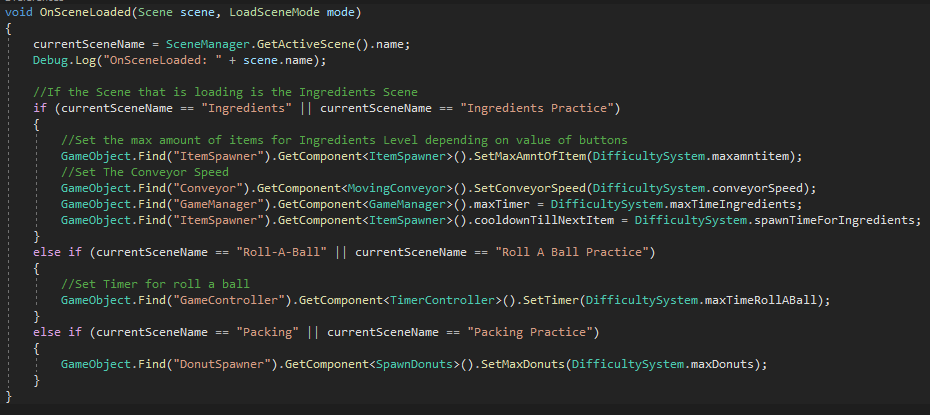 void OnSceneLoaded(Scene scene, LoadSceneMode mode)
{
currentSceneName = SceneManager.GetActiveScene().name;
Debug.Log("OnSceneLoaded: " + scene.name);
//If the Scene that is loading is the Ingredients Scene
if (currentSceneName == "Ingredients" || currentSceneName == "Ingredients Practice")
{
//Set the max amount of items for Ingredients Level depending on value of buttons
GameObject.Find("ItemSpawner").GetComponent<ItemSpawner>().SetMaxAmntOfItem(DifficultySystem.maxamntitem);
//Set The Conveyor Speed
GameObject.Find("Conveyor").GetComponent<MovingConveyor>().SetConveyorSpeed(DifficultySystem.conveyorSpeed);
GameObject.Find("GameManager").GetComponent<GameManager>().maxTimer = DifficultySystem.maxTimeIngredients;
GameObject.Find("ItemSpawner").GetComponent<ItemSpawner>().cooldownTillNextItem = DifficultySystem.spawnTimeForIngredients;
}
else if (currentSceneName == "Roll-A-Ball" || currentSceneName == "Roll A Ball Practice")
{
//Set Timer for roll a ball
GameObject.Find("GameController").GetComponent<TimerController>().SetTimer(DifficultySystem.maxTimeRollABall);
}
else if (currentSceneName == "Packing" || currentSceneName == "Packing Practice")
{
GameObject.Find("DonutSpawner").GetComponent<SpawnDonuts>().SetMaxDonuts(DifficultySystem.maxDonuts);
}
}